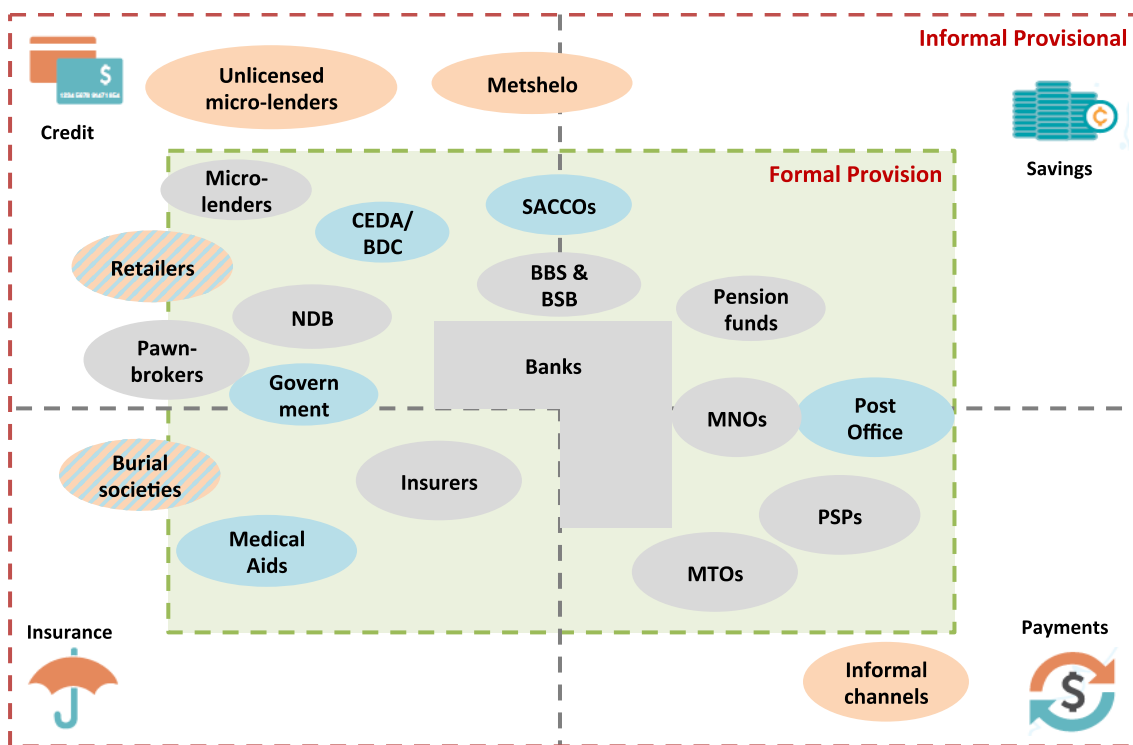 Informal Provisional
Unlicensed
micro-lenders
Metshelo
$
Credit
Savings
Formal Provision
Micro-
lenders
SACCOs
CEDA/
BDC
Retailers
BBS &
BSB
Pension
funds
NDB
Pawn-
brokers
Banks
Govern
ment
MNOs
Post
Office
Burial
societies
Insurers
PSPs
Medical
Aids
MTOs
Insurance
Payments
Informal
channels
$